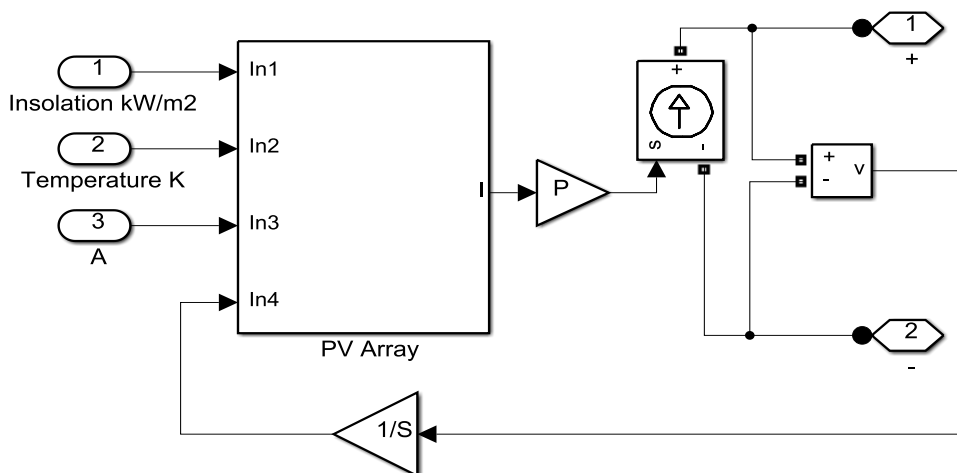 1
Insolation kW/m2
In1
2
Temperature K
In2
3
A
In3
In4
I
PV Array
P
+
s
-
+
-
v
1
+
2
-
1/S